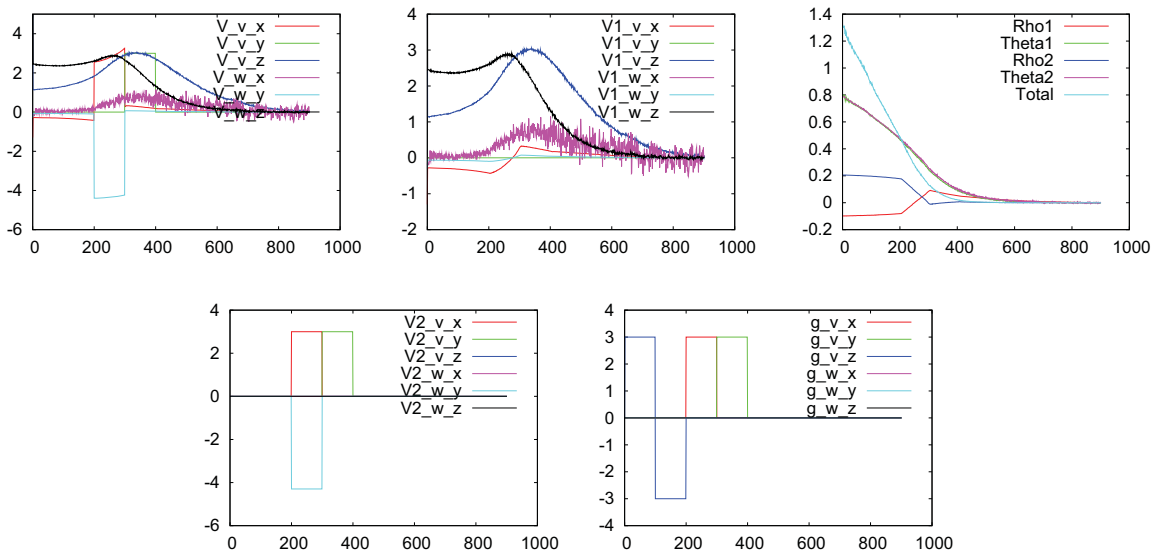 4
2
0
-2
-4
-6
0 200 400 600 800 1000
V_v_x
V_v_y
V_v_z
V_w_x
V_w_y
V_w_z
4
3
2
1
0
-1
-2
0 200 400 600 800 1000
V1_v_x
V1_v_y
V1_v_z
V1_w_x
V1_w_y
V1_w_z
1.4
1.2
1
0.8
0.6
0.4
0.2
0
-0.2
0 200 400 600 800 1000
Rho1
Theta1
Rho2
Theta2
Total
4
2
0
-2
-4
-6
0 200 400 600 800 1000
V2_v_x
V2_v_y
V2_v_z
V2_w_x
V2_w_y
V2_w_z
4
3
2
1
0
-1
-2
-3
-4
0 200 400 600 800 1000
g_v_x
g_v_y
g_v_z
g_w_x
g_w_y
g_w_z